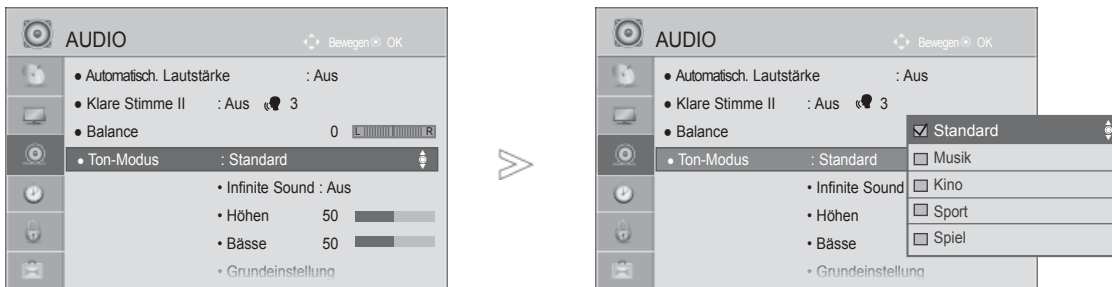 AUDIO
Bewegen OK
• Automatisch. Lautstärke : Aus
• Klare Stimme II : Aus 3
• Balance 0 L R
• Ton-Modus : Standard
• Infinite Sound : Aus
• Höhen 50
• Bässe 50
• Grundeinstellung
AUDIO
Bewegen OK
• Automatisch. Lautstärke : Aus
• Klare Stimme II : Aus 3
• Balance
• Ton-Modus : Standard
• Infinite Sound
• Höhen
• Bässe
• Grundeinstellung
Standard
Musik
Kino
Sport
Spiel